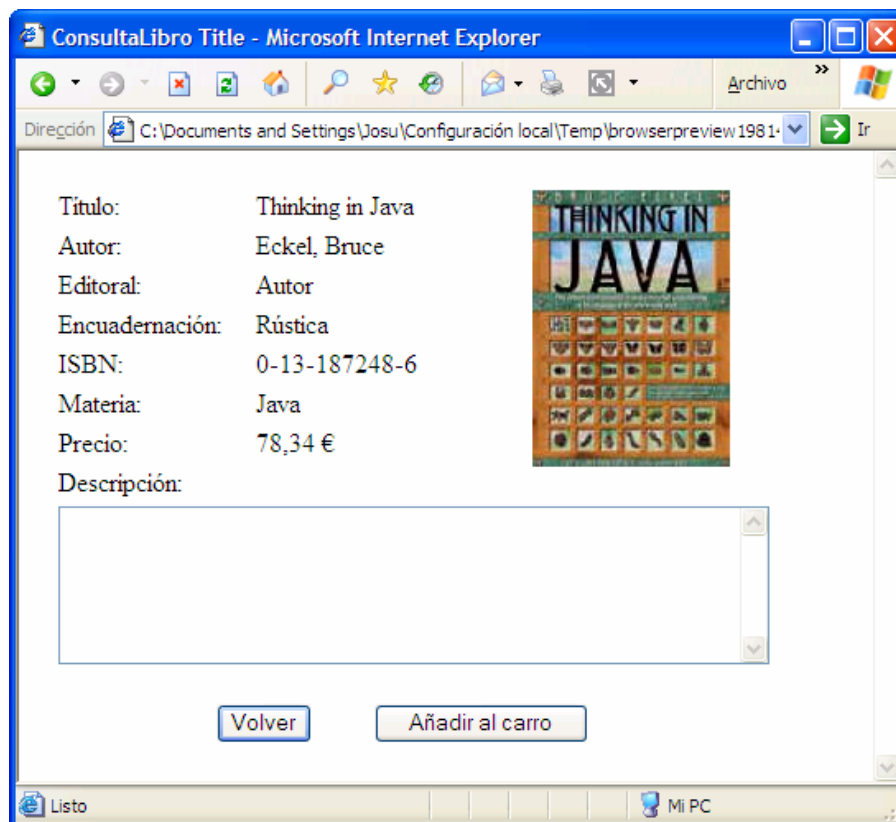 ConsultaLibro Title - Microsoft Internet Explorer
Archivo »
Dirección C:\Documents and Settings\Josu\Configuración local\Temp\browserpreview1981 Ir
Título: Thinking in Java
Autor: Eckel, Bruce
Editoral: Autor
Encuadernación: Rústica
ISBN: 0-13-187248-6
Materia: Java
Precio: 78,34 €
Descripción:
THINKING IN
JAVA
Volver Añadir al carro
Listo Mi PC